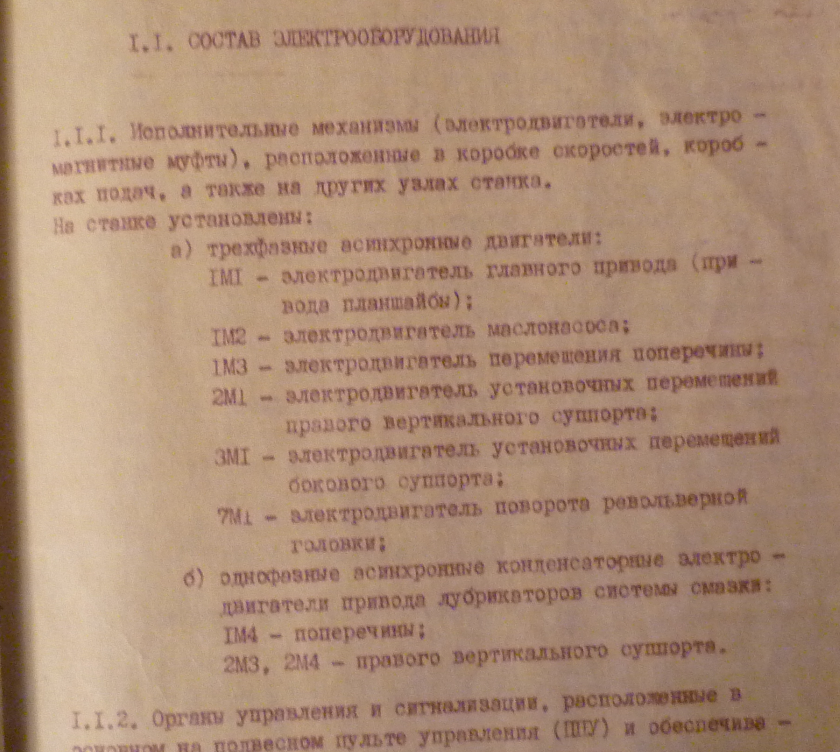 I.I. СОСТАВ ЭЛЕКТРООБОРУДОВАНИЯ
I.I.I. Исполнительные механизмы (электродвигатели, электро -
магнитные муфты), расположенные в коробке скоростей, короб -
ках подач, а также на других узлах станка.
На станке установлены:
а) трехфазные асинхронные двигатели:
IMI - электродвигатель главного привода (при -
вода планшайбы);
IM2 - электродвигатель маслонасоса;
1M3 - электродвигатель перемещения поперечины;
2M1 - электродвигатель установочных перемещений
правого вертикального суппорта;
3MI - электродвигатель установочных перемещений
бокового суппорта;
7M1 - электродвигатель поворота револьверной
головки;
б) однофазные асинхронные конденсаторные электро -
двигатели привода лубрикаторов системы смазки:
IM4 - поперечины;
2M3, 2M4 - правого вертикального суппорта.
I.I.2. Органы управления и сигнализации, расположенные в
основном на подвесном пульте управления (ППУ) и обеспечива -